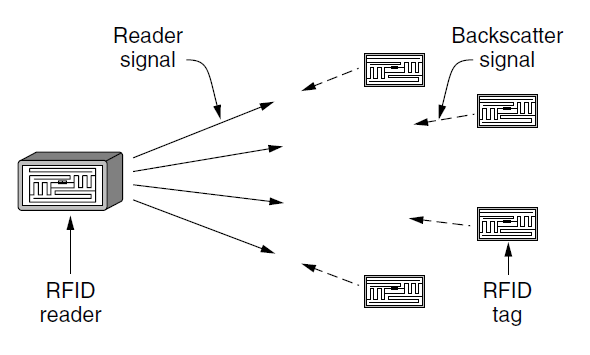 Reader
signal
Backscatter
signal
RFID
reader
RFID
tag